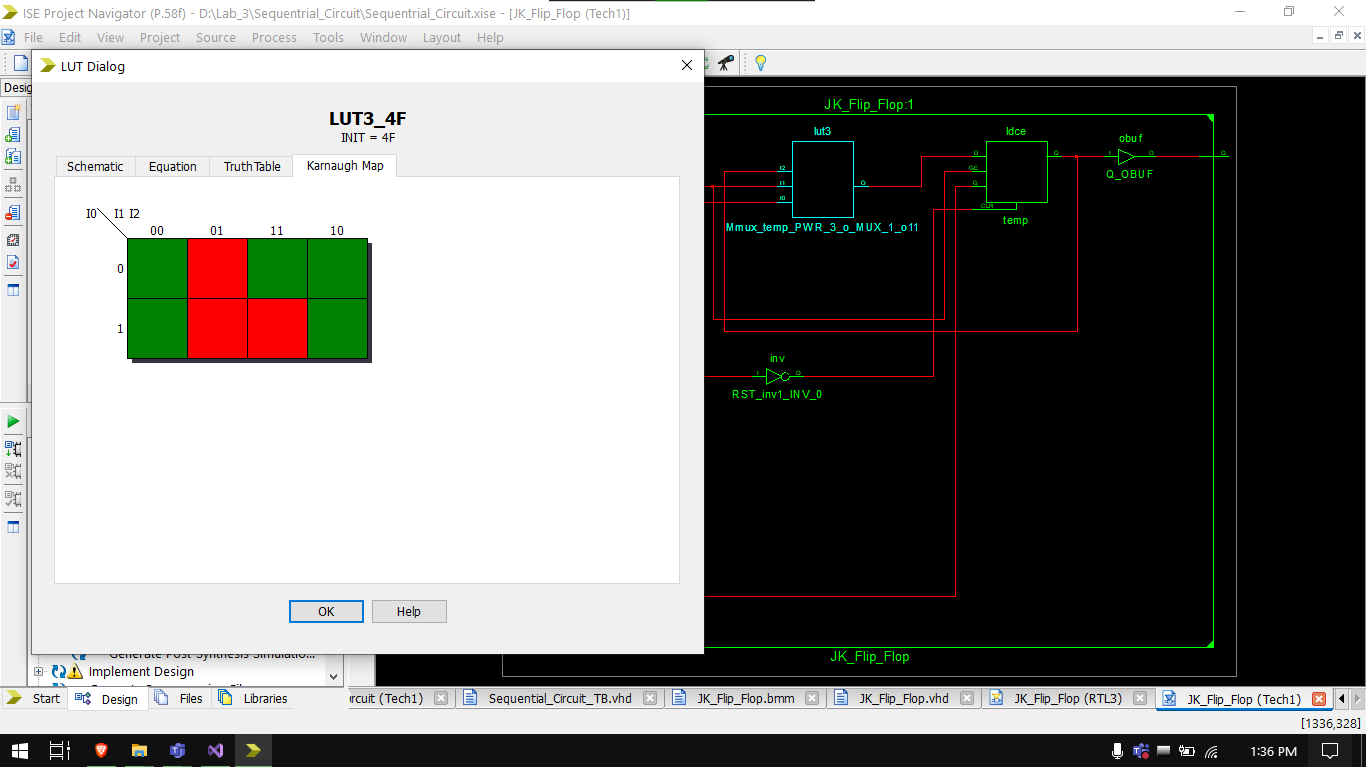 ISE Project Navigator (P.58f) - D:\Lab_3\Sequentrial_Circuit\Sequentrial_Circuit.xise - [JK_Flip_Flop (Tech1)]
File Edit View Project Source Process Tools Window Layout Help
LUT Dialog
Desig
LUT3_4F
INIT = 4F
Schematic Equation TruthTable Karnaugh Map
I0 I1 I2
00 01 11 10
0
1
OK Help
JK_Flip_Flop:1
lut3
I2
I1
I0
O
Mmux_temp_PWR_3_o_MUX_1_o11
ldce
D
GE
G
CLR
Q
temp
obuf
I O
Q_OBUF
Q
inv
I O
RST_inv1_INV_0
JK_Flip_Flop
Generate Post-Synthesis Simulatio...
Implement Design
Start Design Files Libraries
rcuit (Tech1) Sequential_Circuit_TB.vhd JK_Flip_Flop.bmm JK_Flip_Flop.vhd JK_Flip_Flop (RTL3) JK_Flip_Flop (Tech1)
[1336,328]
1:36 PM